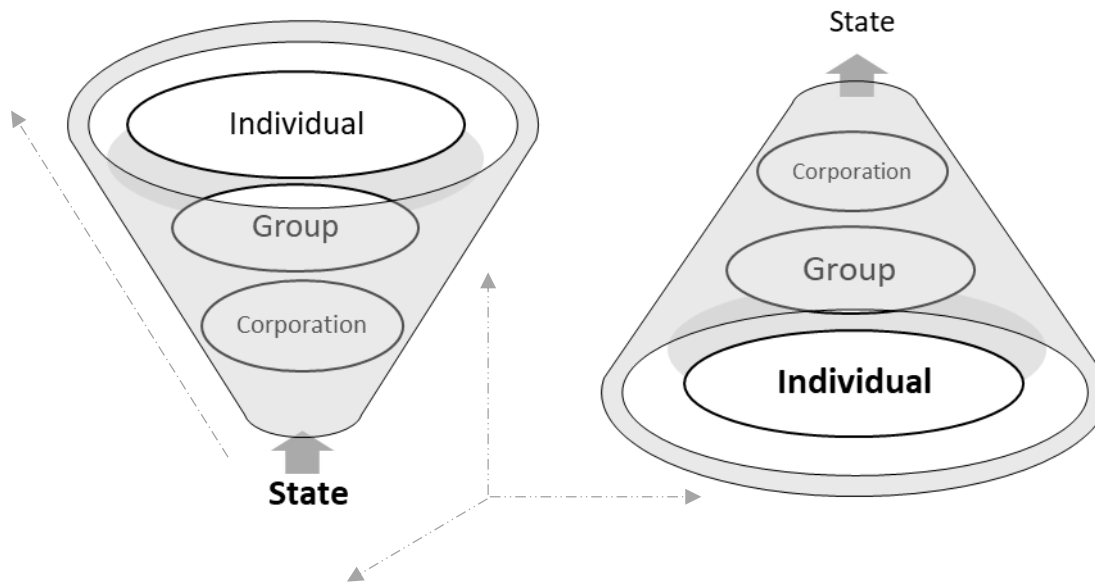 Individual
Group
Corporation
State
State
Corporation
Group
Individual